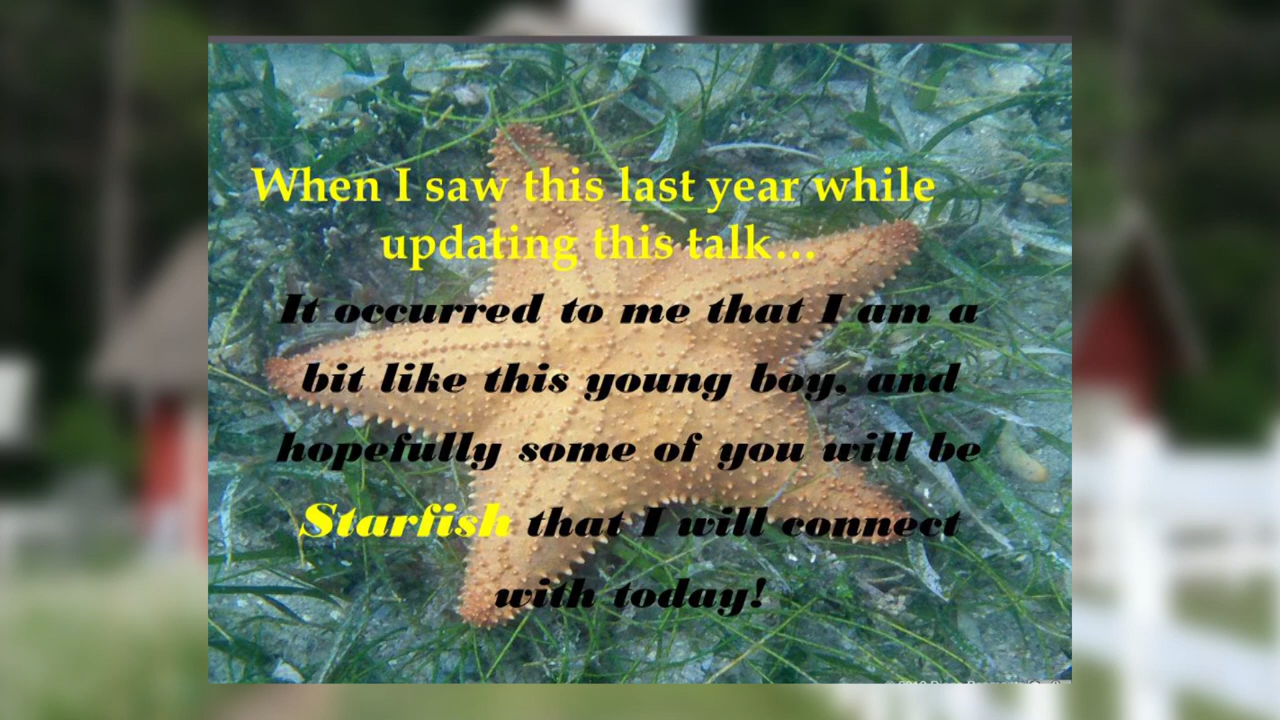 When I saw this last year while
updating this talk...
It occurred to me that I am a
bit like this young boy, and
hopefully some of you will be
Starfish that I will connect
with today!